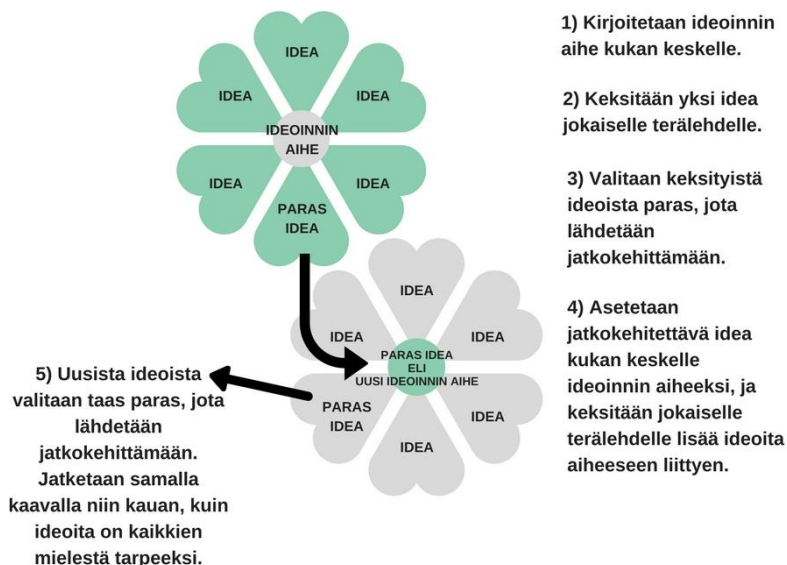 IDEA
IDEA
IDEA
IDEOINNIN
AIHE
IDEA
IDEA
PARAS
IDEA
1) Kirjoitetaan ideoinnin
aihe kukan keskelle.
2) Keksitään yksi idea
jokaiselle terälehdelle.
3) Valitaan keksityistä
ideoista paras, jota
lähdetään
jatkokehittämään.
4) Asetetaan
jatkokehitettävä idea
kukan keskelle
ideoinnin aiheeksi, ja
keksitään jokaiselle
terälehdelle lisää ideoita
aiheeseen liittyen.
IDEA
IDEA
IDEA
PARAS IDEA
ELI
UUSI IDEOINNIN AIHE
PARAS
IDEA
IDEA
IDEA
5) Uusista ideoista
valitaan taas paras, jota
lähdetään
jatkokehittämään.
Jatketaan samalla
kaavalla niin kauan, kuin
ideoita on kaikkien
mielestä tarpeeksi.